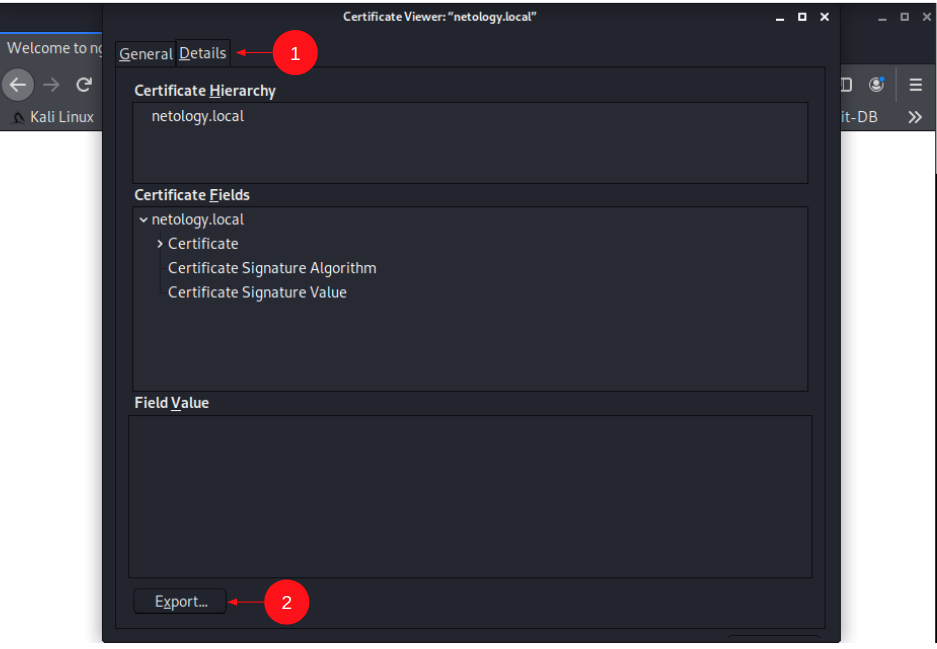 Certificate Viewer: "netology.local"
Welcome to ng
General Details
1
Certificate Hierarchy
netology.local
Kali Linux
it-DB
Certificate Fields
netology.local
Certificate
Certificate Signature Algorithm
Certificate Signature Value
Field Value
Export...
2